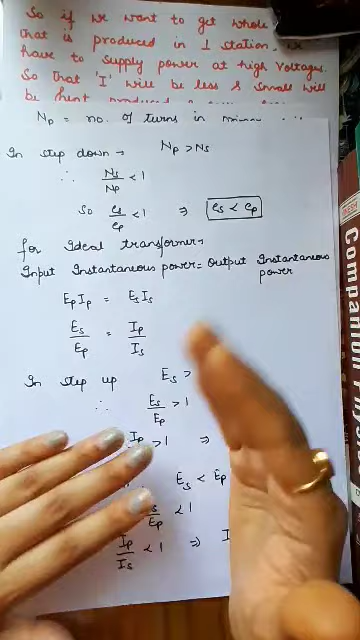 So if we want to get whole
that is produced in 1 station, we
have to supply power at high voltages.
So that 'I' will be less & small will
be
Np = no. of turns in
In step down → Np > Ns
∴ Ns/Np < 1
So es/ep < 1 ⇒ es < ep
for Ideal transformer→
Input Instantaneous power = Output Instantaneous
power
EpIp = EsIs
Es/Ep = Ip/Is
In step up Es >
∴ Es/Ep > 1
Ip > 1 ⇒
Es < Ep
Ep < 1
Ip/Is < 1 ⇒ I
Companion